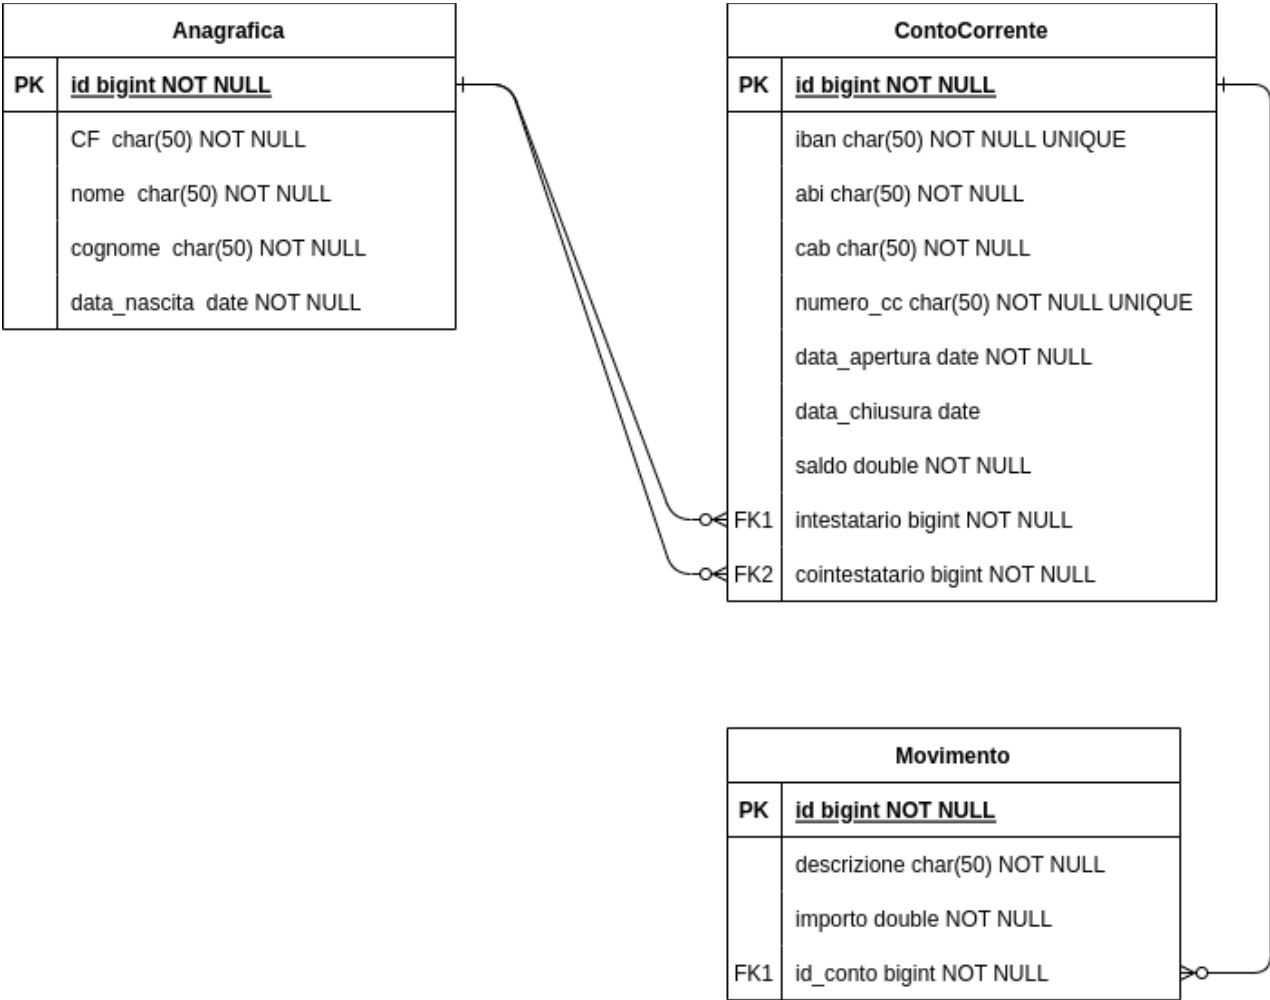 Anagrafica
PK id bigint NOT NULL
CF char(50) NOT NULL
nome char(50) NOT NULL
cognome char(50) NOT NULL
data_nascita date NOT NULL
ContoCorrente
PK id bigint NOT NULL
iban char(50) NOT NULL UNIQUE
abi char(50) NOT NULL
cab char(50) NOT NULL
numero_cc char(50) NOT NULL UNIQUE
data_apertura date NOT NULL
data_chiusura date
saldo double NOT NULL
FK1 intestatario bigint NOT NULL
FK2 cointestatario bigint NOT NULL
Movimento
PK id bigint NOT NULL
descrizione char(50) NOT NULL
importo double NOT NULL
FK1 id_conto bigint NOT NULL